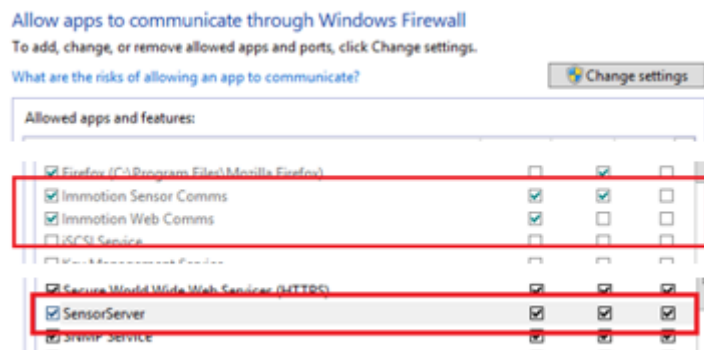 Allow apps to communicate through Windows Firewall
To add, change, or remove allowed apps and ports, click Change settings.
What are the risks of allowing an app to communicate?
Change settings
Allowed apps and features:
Firefox (C:\Program Files\Mozilla Firefox)
Immotion Sensor Comms
Immotion Web Comms
iSCSI Service
Key Management Service
Secure World Wide Web Services (HTTPS)
SensorServer
SNMP Service